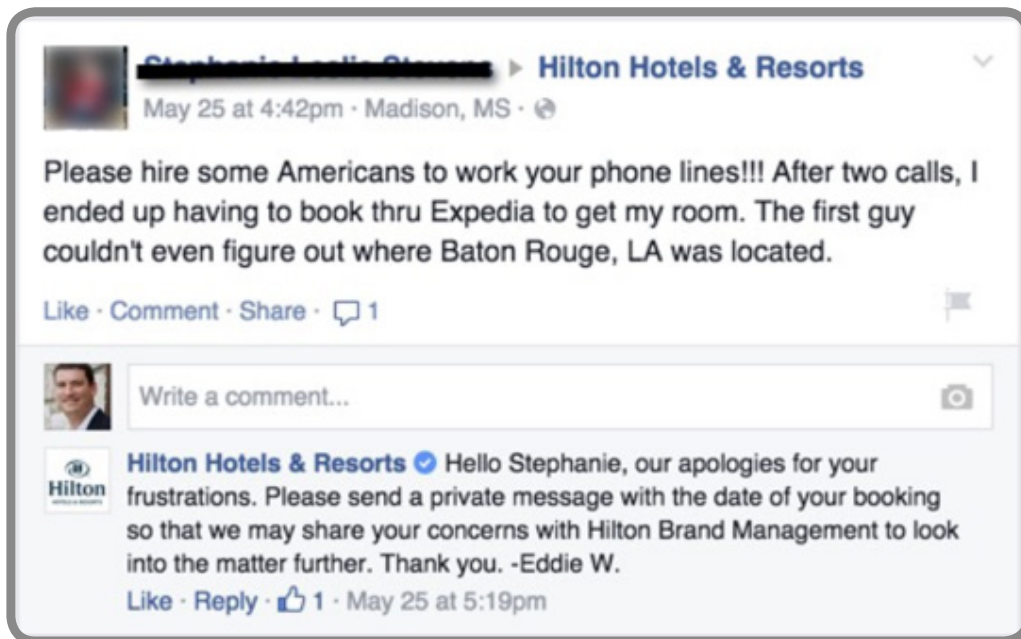 Hilton Hotels & Resorts
May 25 at 4:42pm · Madison, MS ·
Please hire some Americans to work your phone lines!!! After two calls, I
ended up having to book thru Expedia to get my room. The first guy
couldn't even figure out where Baton Rouge, LA was located.
Like · Comment · Share · 1
Write a comment...
Hilton
Hilton Hotels & Resorts Hello Stephanie, our apologies for your
frustrations. Please send a private message with the date of your booking
so that we may share your concerns with Hilton Brand Management to look
into the matter further. Thank you. -Eddie W.
Like · Reply · 1 · May 25 at 5:19pm